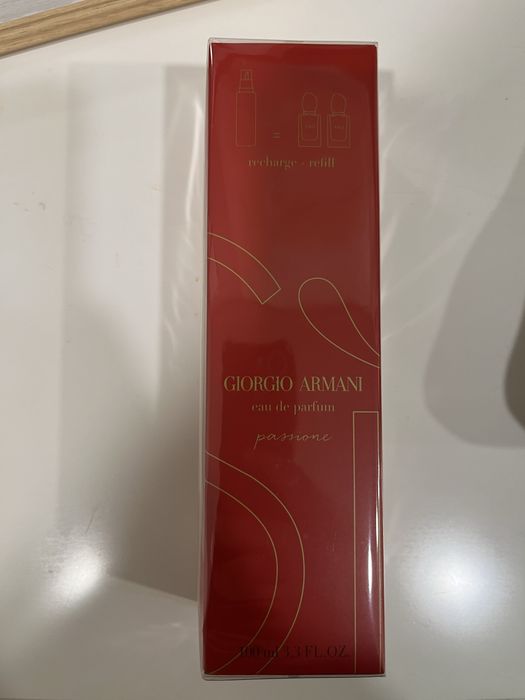 =
recharge - refill
GIORGIO ARMANI
eau de parfum
passione
100 ml 3.3 FL.OZ.